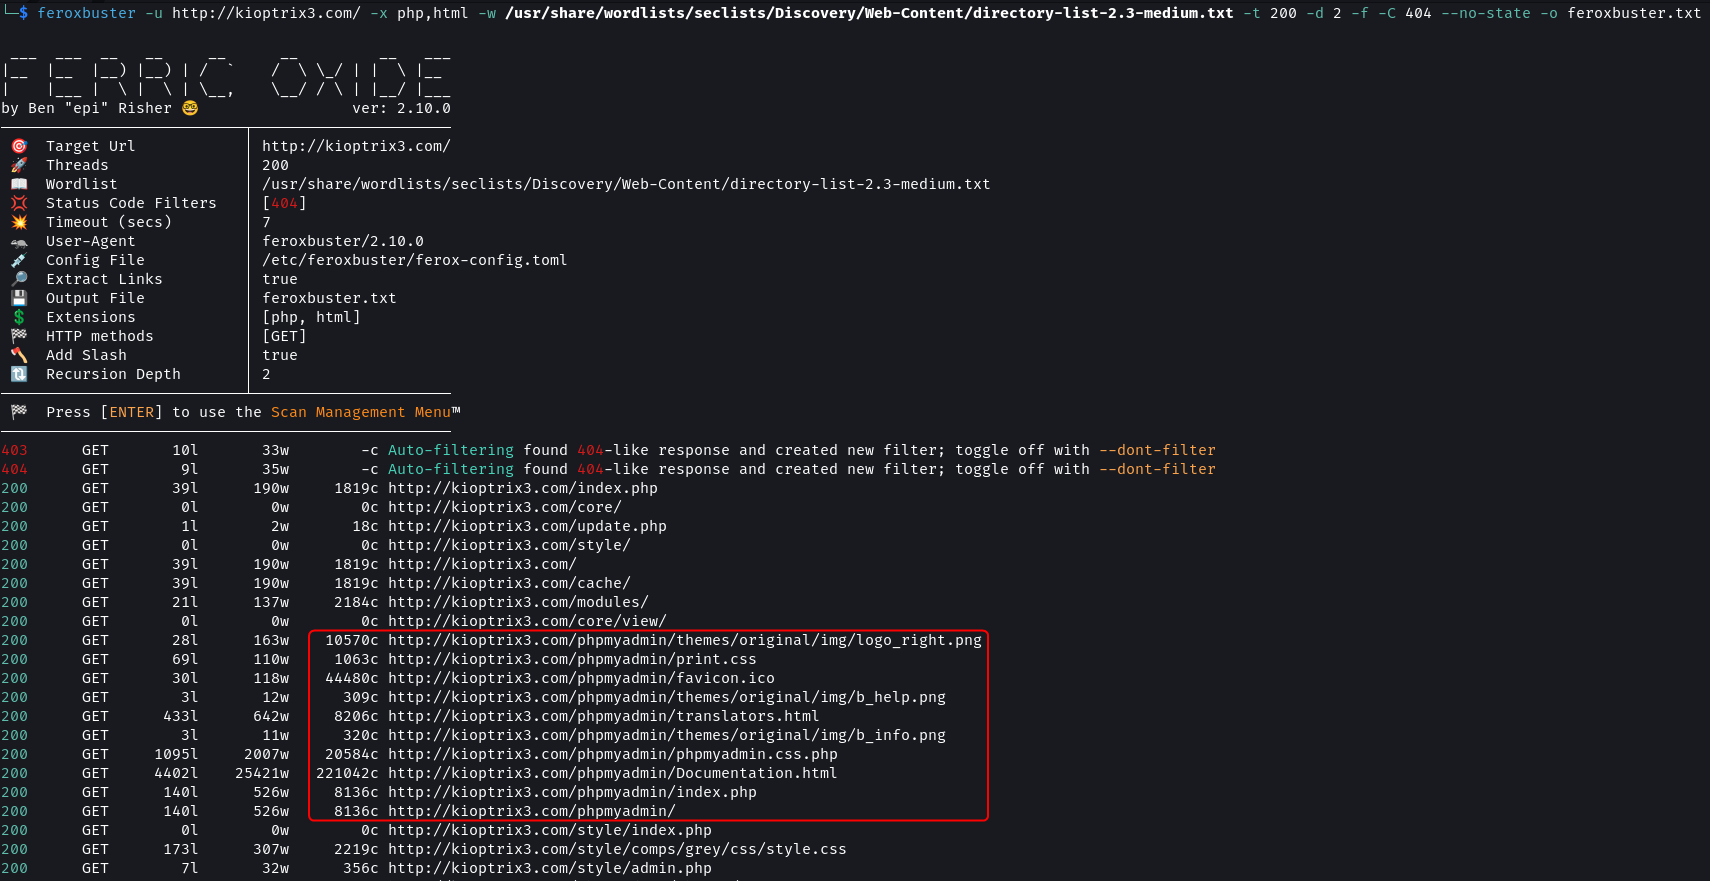 └─$ feroxbuster -u http://kioptrix3.com/ -x php,html -w /usr/share/wordlists/seclists/Discovery/Web-Content/directory-list-2.3-medium.txt -t 200 -d 2 -f -C 404 --no-state -o feroxbuster.txt
 ___  ___  __   __     __      __         __   ___
|__  |__  |__) |__) | /  `    /  \ \_/ | |  \ |__
|    |___ |  \ |  \ | \__,    \__/ / \ | |__/ |___
by Ben "epi" Risher 🤓                 ver: 2.10.0
🎯 Target Url │ http://kioptrix3.com/
🚀 Threads │ 200
📖 Wordlist │ /usr/share/wordlists/seclists/Discovery/Web-Content/directory-list-2.3-medium.txt
💢 Status Code Filters │ [404]
💥 Timeout (secs) │ 7
🦡 User-Agent │ feroxbuster/2.10.0
💉 Config File │ /etc/feroxbuster/ferox-config.toml
🔎 Extract Links │ true
💾 Output File │ feroxbuster.txt
💲 Extensions │ [php, html]
🏁 HTTP methods │ [GET]
🪓 Add Slash │ true
🔃 Recursion Depth │ 2
🏁 Press [ENTER] to use the Scan Management Menu™
403 GET 10l 33w -c Auto-filtering found 404-like response and created new filter; toggle off with --dont-filter
404 GET 9l 35w -c Auto-filtering found 404-like response and created new filter; toggle off with --dont-filter
200 GET 39l 190w 1819c http://kioptrix3.com/index.php
200 GET 0l 0w 0c http://kioptrix3.com/core/
200 GET 1l 2w 18c http://kioptrix3.com/update.php
200 GET 0l 0w 0c http://kioptrix3.com/style/
200 GET 39l 190w 1819c http://kioptrix3.com/
200 GET 39l 190w 1819c http://kioptrix3.com/cache/
200 GET 21l 137w 2184c http://kioptrix3.com/modules/
200 GET 0l 0w 0c http://kioptrix3.com/core/view/
200 GET 28l 163w 10570c http://kioptrix3.com/phpmyadmin/themes/original/img/logo_right.png
200 GET 69l 110w 1063c http://kioptrix3.com/phpmyadmin/print.css
200 GET 30l 118w 44480c http://kioptrix3.com/phpmyadmin/favicon.ico
200 GET 3l 12w 309c http://kioptrix3.com/phpmyadmin/themes/original/img/b_help.png
200 GET 433l 642w 8206c http://kioptrix3.com/phpmyadmin/translators.html
200 GET 3l 11w 320c http://kioptrix3.com/phpmyadmin/themes/original/img/b_info.png
200 GET 1095l 2007w 20584c http://kioptrix3.com/phpmyadmin/phpmyadmin.css.php
200 GET 4402l 25421w 221042c http://kioptrix3.com/phpmyadmin/Documentation.html
200 GET 140l 526w 8136c http://kioptrix3.com/phpmyadmin/index.php
200 GET 140l 526w 8136c http://kioptrix3.com/phpmyadmin/
200 GET 0l 0w 0c http://kioptrix3.com/style/index.php
200 GET 173l 307w 2219c http://kioptrix3.com/style/comps/grey/css/style.css
200 GET 7l 32w 356c http://kioptrix3.com/style/admin.php